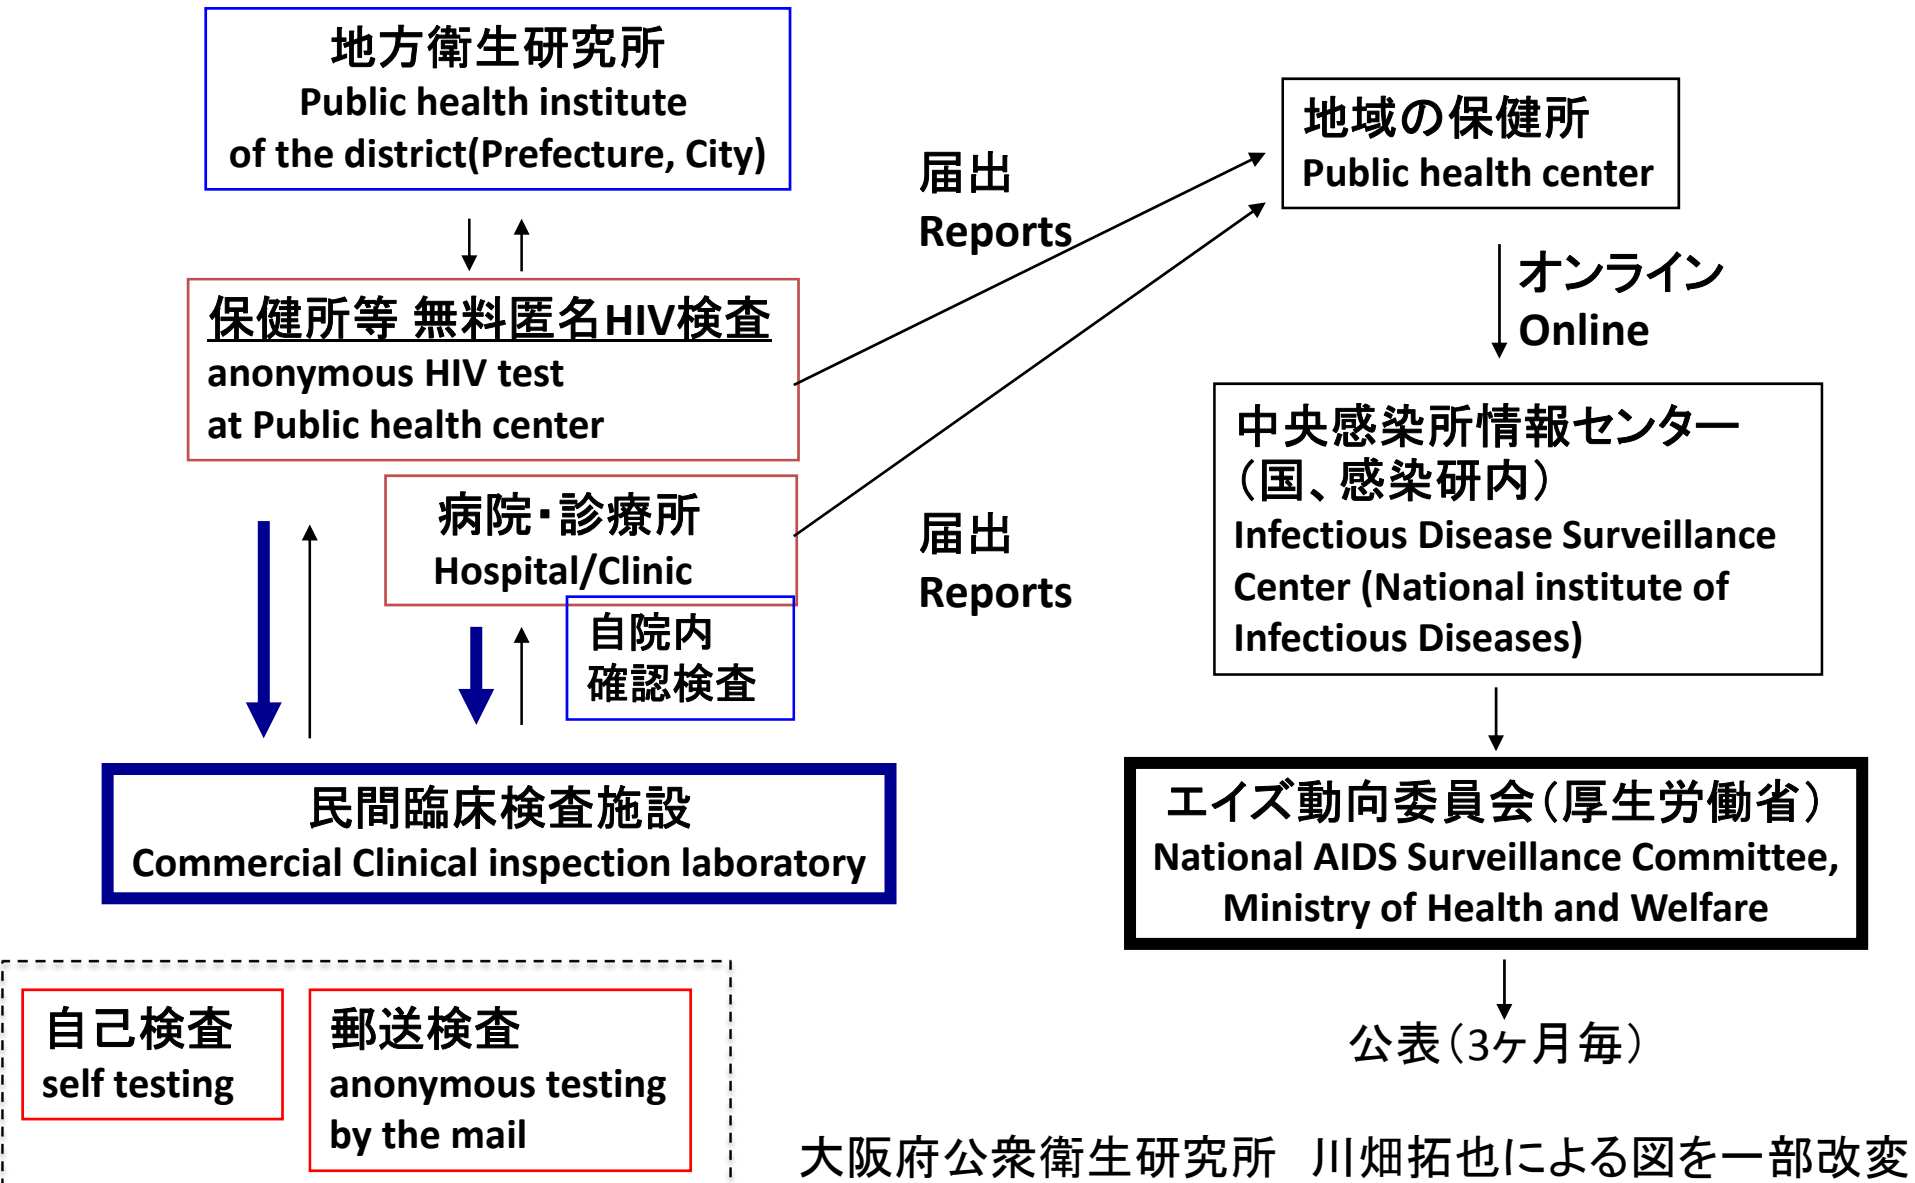 地方衛生研究所
Public health institute
of the district(Prefecture, City)
届出
Reports
地域の保健所
Public health center
オンライン
Online
保健所等 無料匿名HIV検査
anonymous HIV test
at Public health center
病院・診療所
Hospital/Clinic
自院内
確認検査
届出
Reports
中央感染所情報センター
（国、感染研内）
Infectious Disease Surveillance
Center (National institute of
Infectious Diseases)
民間臨床検査施設
Commercial Clinical inspection laboratory
エイズ動向委員会（厚生労働省）
National AIDS Surveillance Committee,
Ministry of Health and Welfare
公表（3ヶ月毎）
自己検査
self testing
郵送検査
anonymous testing
by the mail
大阪府公衆衛生研究所　川畑拓也による図を一部改変